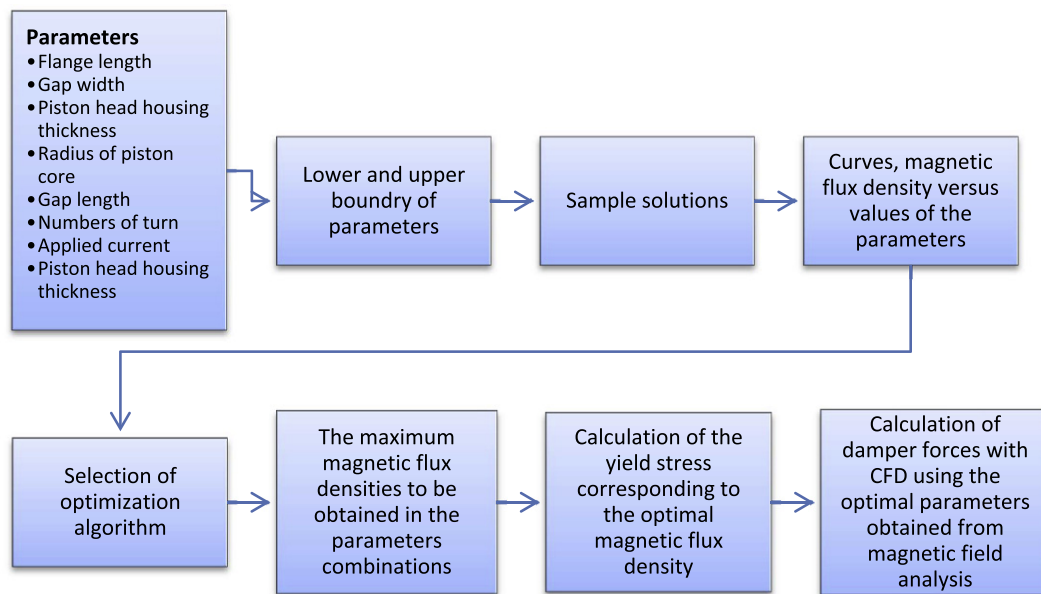 Parameters
•Flange length
•Gap width
•Piston head housing
thickness
•Radius of piston
core
•Gap length
•Numbers of turn
•Applied current
•Piston head housing
thickness
Lower and upper
boundry of
parameters
Sample solutions
Curves, magnetic
flux density versus
values of the
parameters
Selection of
optimization
algorithm
The maximum
magnetic flux
densities to be
obtained in the
parameters
combinations
Calculation of the
yield stress
corresponding to
the optimal
magnetic flux
density
Calculation of
damper forces with
CFD using the
optimal parameters
obtained from
magnetic field
analysis